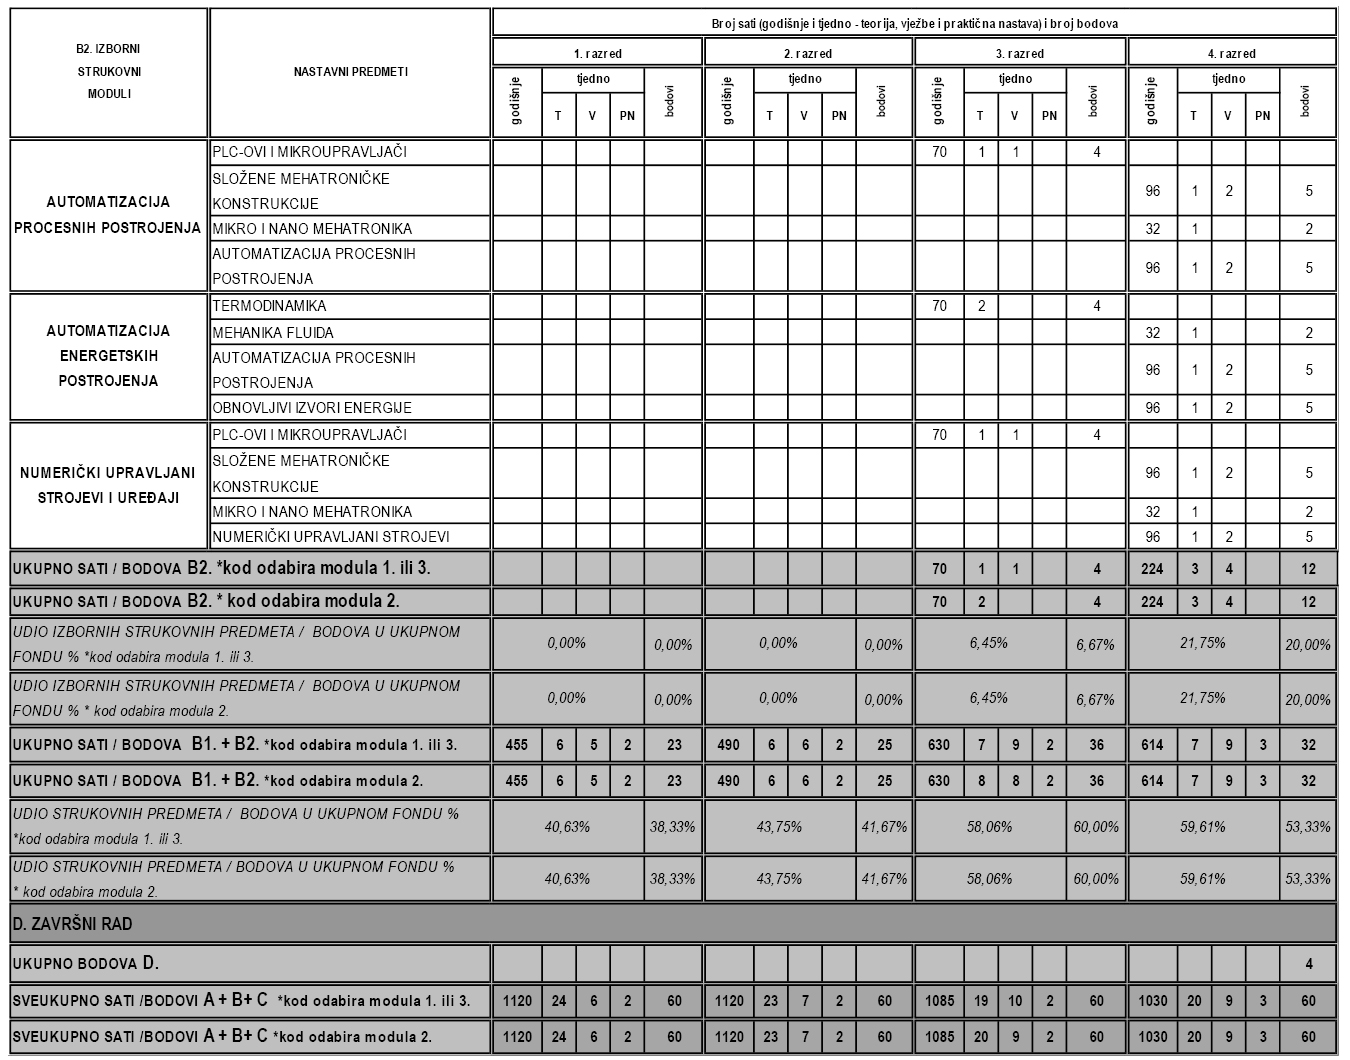 B2. IZBORNI STRUKOVNI MODULI NASTAVNI PREDMETI Broj sati (godišnje i tjedno - teorija, vježbe i praktična nastava) i broj bodova
1. razred 2. razred 3. razred 4. razred
godišnje tjedno bodovi godišnje tjedno bodovi godišnje tjedno bodovi godišnje tjedno bodovi
T V PN T V PN T V PN T V PN
AUTOMATIZACIJA
PROCESNIH POSTROJENJA
PLC-OVI I MIKROUPRAVLJAČI 70 1 1 4
SLOŽENE MEHATRONIČKE
KONSTRUKCIJE 96 1 2 5
MIKRO I NANO MEHATRONIKA 32 1 2
AUTOMATIZACIJA PROCESNIH
POSTROJENJA 96 1 2 5
AUTOMATIZACIJA
ENERGETSKIH
POSTROJENJA
TERMODINAMIKA 70 2 4
MEHANIKA FLUIDA 32 1 2
AUTOMATIZACIJA PROCESNIH
POSTROJENJA 96 1 2 5
OBNOVLJIVI IZVORI ENERGIJE 96 1 2 5
NUMERIČKI UPRAVLJANI
STROJEVI I UREĐAJI
PLC-OVI I MIKROUPRAVLJAČI 70 1 1 4
SLOŽENE MEHATRONIČKE
KONSTRUKCIJE 96 1 2 5
MIKRO I NANO MEHATRONIKA 32 1 2
NUMERIČKI UPRAVLJANI STROJEVI 96 1 2 5
UKUPNO SATI / BODOVA B2. *kod odabira modula 1. ili 3. 70 1 1 4 224 3 4 12
UKUPNO SATI / BODOVA B2. * kod odabira modula 2. 70 2 4 224 3 4 12
UDIO IZBORNIH STRUKOVNIH PREDMETA / BODOVA U UKUPNOM
FONDU % *kod odabira modula 1. ili 3. 0,00% 0,00% 0,00% 0,00% 6,45% 6,67% 21,75% 20,00%
UDIO IZBORNIH STRUKOVNIH PREDMETA / BODOVA U UKUPNOM
FONDU % * kod odabira modula 2. 0,00% 0,00% 0,00% 0,00% 6,45% 6,67% 21,75% 20,00%
UKUPNO SATI / BODOVA B1. + B2. *kod odabira modula 1. ili 3. 455 6 5 2 23 490 6 6 2 25 630 7 9 2 36 614 7 9 3 32
UKUPNO SATI / BODOVA B1. + B2. *kod odabira modula 2. 455 6 5 2 23 490 6 6 2 25 630 8 8 2 36 614 7 9 3 32
UDIO STRUKOVNIH PREDMETA / BODOVA U UKUPNOM FONDU %
*kod odabira modula 1. ili 3. 40,63% 38,33% 43,75% 41,67% 58,06% 60,00% 59,61% 53,33%
UDIO STRUKOVNIH PREDMETA / BODOVA U UKUPNOM FONDU %
* kod odabira modula 2. 40,63% 38,33% 43,75% 41,67% 58,06% 60,00% 59,61% 53,33%
D. ZAVRŠNI RAD
UKUPNO BODOVA D. 4
SVEUKUPNO SATI /BODOVI A + B+ C *kod odabira modula 1. ili 3. 1120 24 6 2 60 1120 23 7 2 60 1085 19 10 2 60 1030 20 9 3 60
SVEUKUPNO SATI /BODOVI A + B+ C *kod odabira modula 2. 1120 24 6 2 60 1120 23 7 2 60 1085 20 9 2 60 1030 20 9 3 60